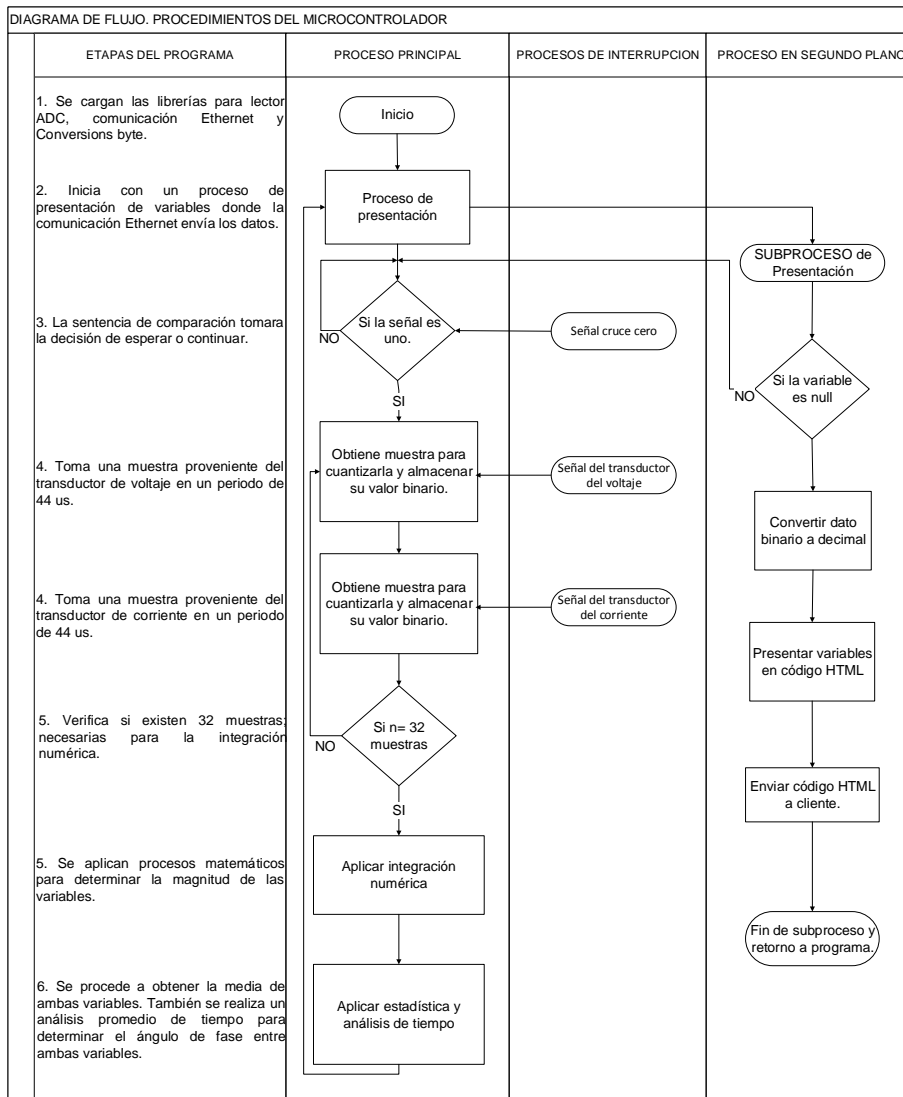 DIAGRAMA DE FLUJO. PROCEDIMIENTOS DEL MICROCONTROLADOR
ETAPAS DEL PROGRAMA
PROCESO PRINCIPAL
PROCESOS DE INTERRUPCION
PROCESO EN SEGUNDO PLANO
1. Se cargan las librerías para lector
ADC, comunicación Ethernet y
Conversions byte.
2. Inicia con un proceso de
presentación de variables donde la
comunicación Ethernet envía los datos.
3. La sentencia de comparación tomara
la decisión de esperar o continuar.
4. Toma una muestra proveniente del
transductor de voltaje en un periodo de
44 us.
4. Toma una muestra proveniente del
transductor de corriente en un periodo
de 44 us.
5. Verifica si existen 32 muestras;
necesarias para la integración
numérica.
5. Se aplican procesos matemáticos
para determinar la magnitud de las
variables.
6. Se procede a obtener la media de
ambas variables. También se realiza un
análisis promedio de tiempo para
determinar el ángulo de fase entre
ambas variables.
Inicio
Proceso de
presentación
Si la señal es
uno.
NO
SI
Obtiene muestra para
cuantizarla y almacenar
su valor binario.
Obtiene muestra para
cuantizarla y almacenar
su valor binario.
Si n= 32
muestras
NO
SI
Aplicar integración
numérica
Aplicar estadística y
análisis de tiempo
Señal cruce cero
Señal del transductor
del voltaje
Señal del transductor
del corriente
SUBPROCESO de
Presentación
Si la variable
es null
NO
Convertir dato
binario a decimal
Presentar variables
en código HTML
Enviar código HTML
a cliente.
Fin de subproceso y
retorno a programa.